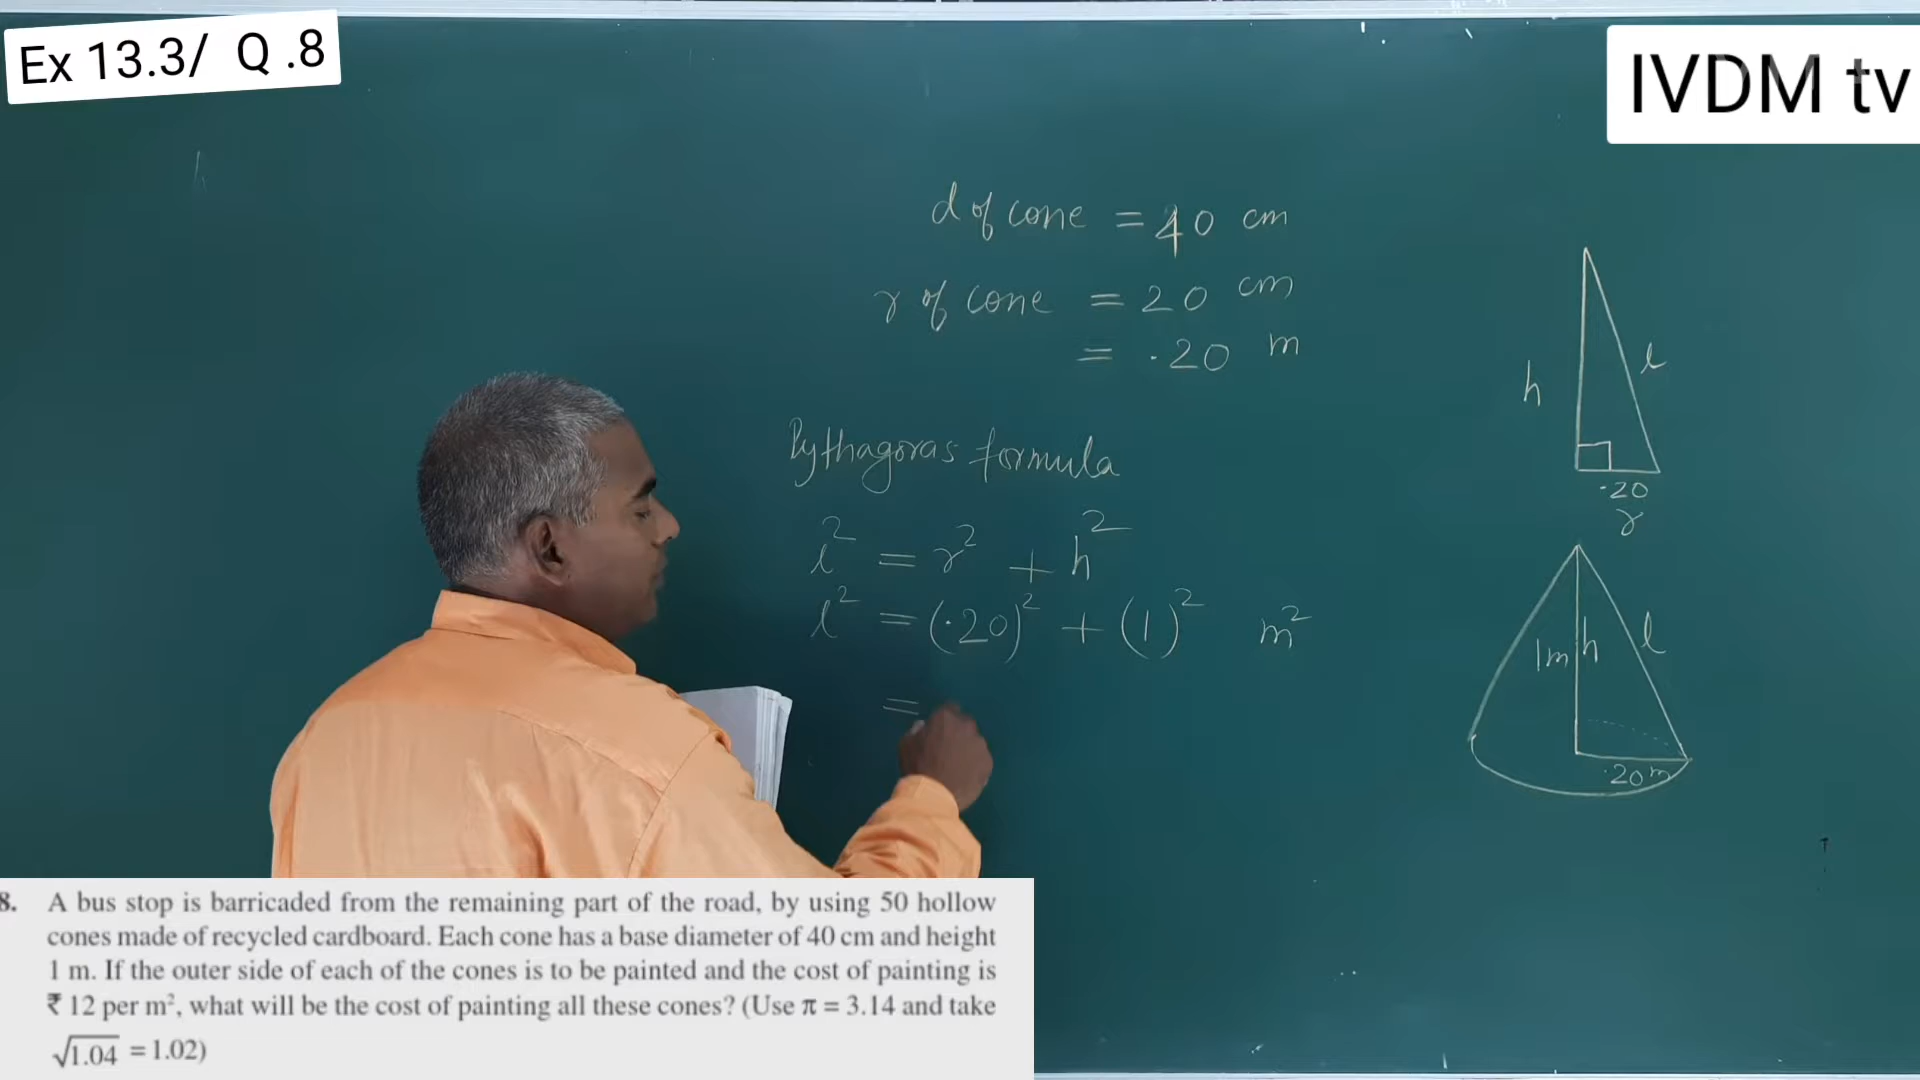 Ex 13.3/ Q .8
IVDM tv
d of cone = 40 cm
r of cone = 20 cm
= .20 m
Pythagoras formula
l² = r² + h²
l² = (.20)² + (1)² m²
=
h
l
.20
r
1m h
l
.20m
8. A bus stop is barricaded from the remaining part of the road, by using 50 hollow
cones made of recycled cardboard. Each cone has a base diameter of 40 cm and height
1 m. If the outer side of each of the cones is to be painted and the cost of painting is
₹ 12 per m², what will be the cost of painting all these cones? (Use π = 3.14 and take
√1.04 = 1.02)